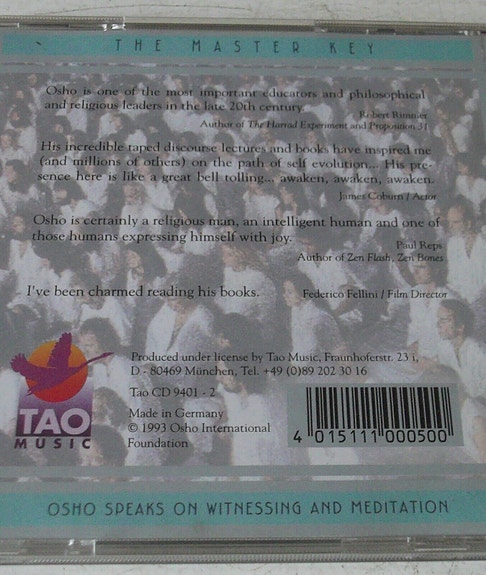 THE MASTER KEY
Osho is one of the most important educators and philosophical
and religious leaders in the late 20th century.
Robert Rimmer
Author of The Harrad Experiment and Proposition 31
His incredible raped discourse lectures and books have inspired me
(and millions of others) on the path of self evolution... His pre-
sence here is like a great bell tolling... awaken, awaken, awaken.
James Coburn / Actor
Osho is certainly a religious man, an intelligent human and one of
those humans expressing himself with joy.
Paul Reps
Author of Zen Flash, Zen Bones
I've been charmed reading his books.
Federico Fellini / Film Director
TAO
MUSIC
Produced under license by Tao Music, Fraunhoferstr. 23 i,
D - 80469 München, Tel. +49 (0)89 202 30 16
Tao CD 9401 - 2
Made in Germany
© 1993 Osho International
Foundation
4 015111 000500
OSHO SPEAKS ON WITNESSING AND MEDITATION